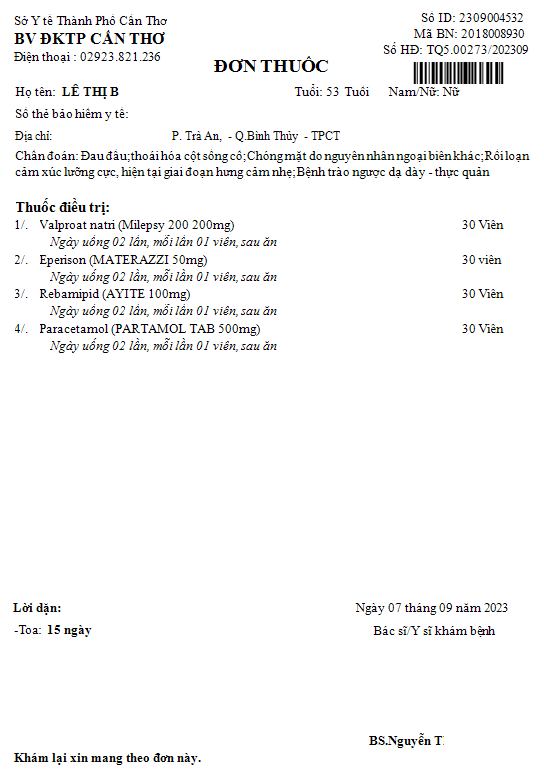 Sở Y tế Thành Phố Cần Thơ
BV ĐKTP CẦN THƠ
Điện thoại : 02923.821.236
Số ID: 2309004532
Mã BN: 2018008930
Số HĐ: TQ5.00273/202309
ĐƠN THUỐC
Họ tên: LÊ THỊ B Tuổi: 53 Tuổi Nam/Nữ: Nữ
Số thẻ bảo hiểm y tế:
Địa chỉ: P. Trà An, - Q.Bình Thủy - TPCT
Chẩn đoán: Đau đầu;thoái hóa cột sống cổ;Chóng mặt do nguyên nhân ngoại biên khác;Rối loạn
cảm xúc lưỡng cực, hiện tại giai đoạn hưng cảm nhẹ;Bệnh trào ngược dạ dày - thực quản
Thuốc điều trị:
1/. Valproat natri (Milepsy 200 200mg) 30 Viên
Ngày uống 02 lần, mỗi lần 01 viên, sau ăn
2/. Eperison (MATERAZZI 50mg) 30 viên
Ngày uống 02 lần, mỗi lần 01 viên, sau ăn
3/. Rebamipid (AYITE 100mg) 30 Viên
Ngày uống 02 lần, mỗi lần 01 viên, sau ăn
4/. Paracetamol (PARTAMOL TAB 500mg) 30 Viên
Ngày uống 02 lần, mỗi lần 01 viên, sau ăn
Lời dặn:
-Toa: 15 ngày
Ngày 07 tháng 09 năm 2023
Bác sĩ/Y sĩ khám bệnh
BS.Nguyễn T
Khám lại xin mang theo đơn này.